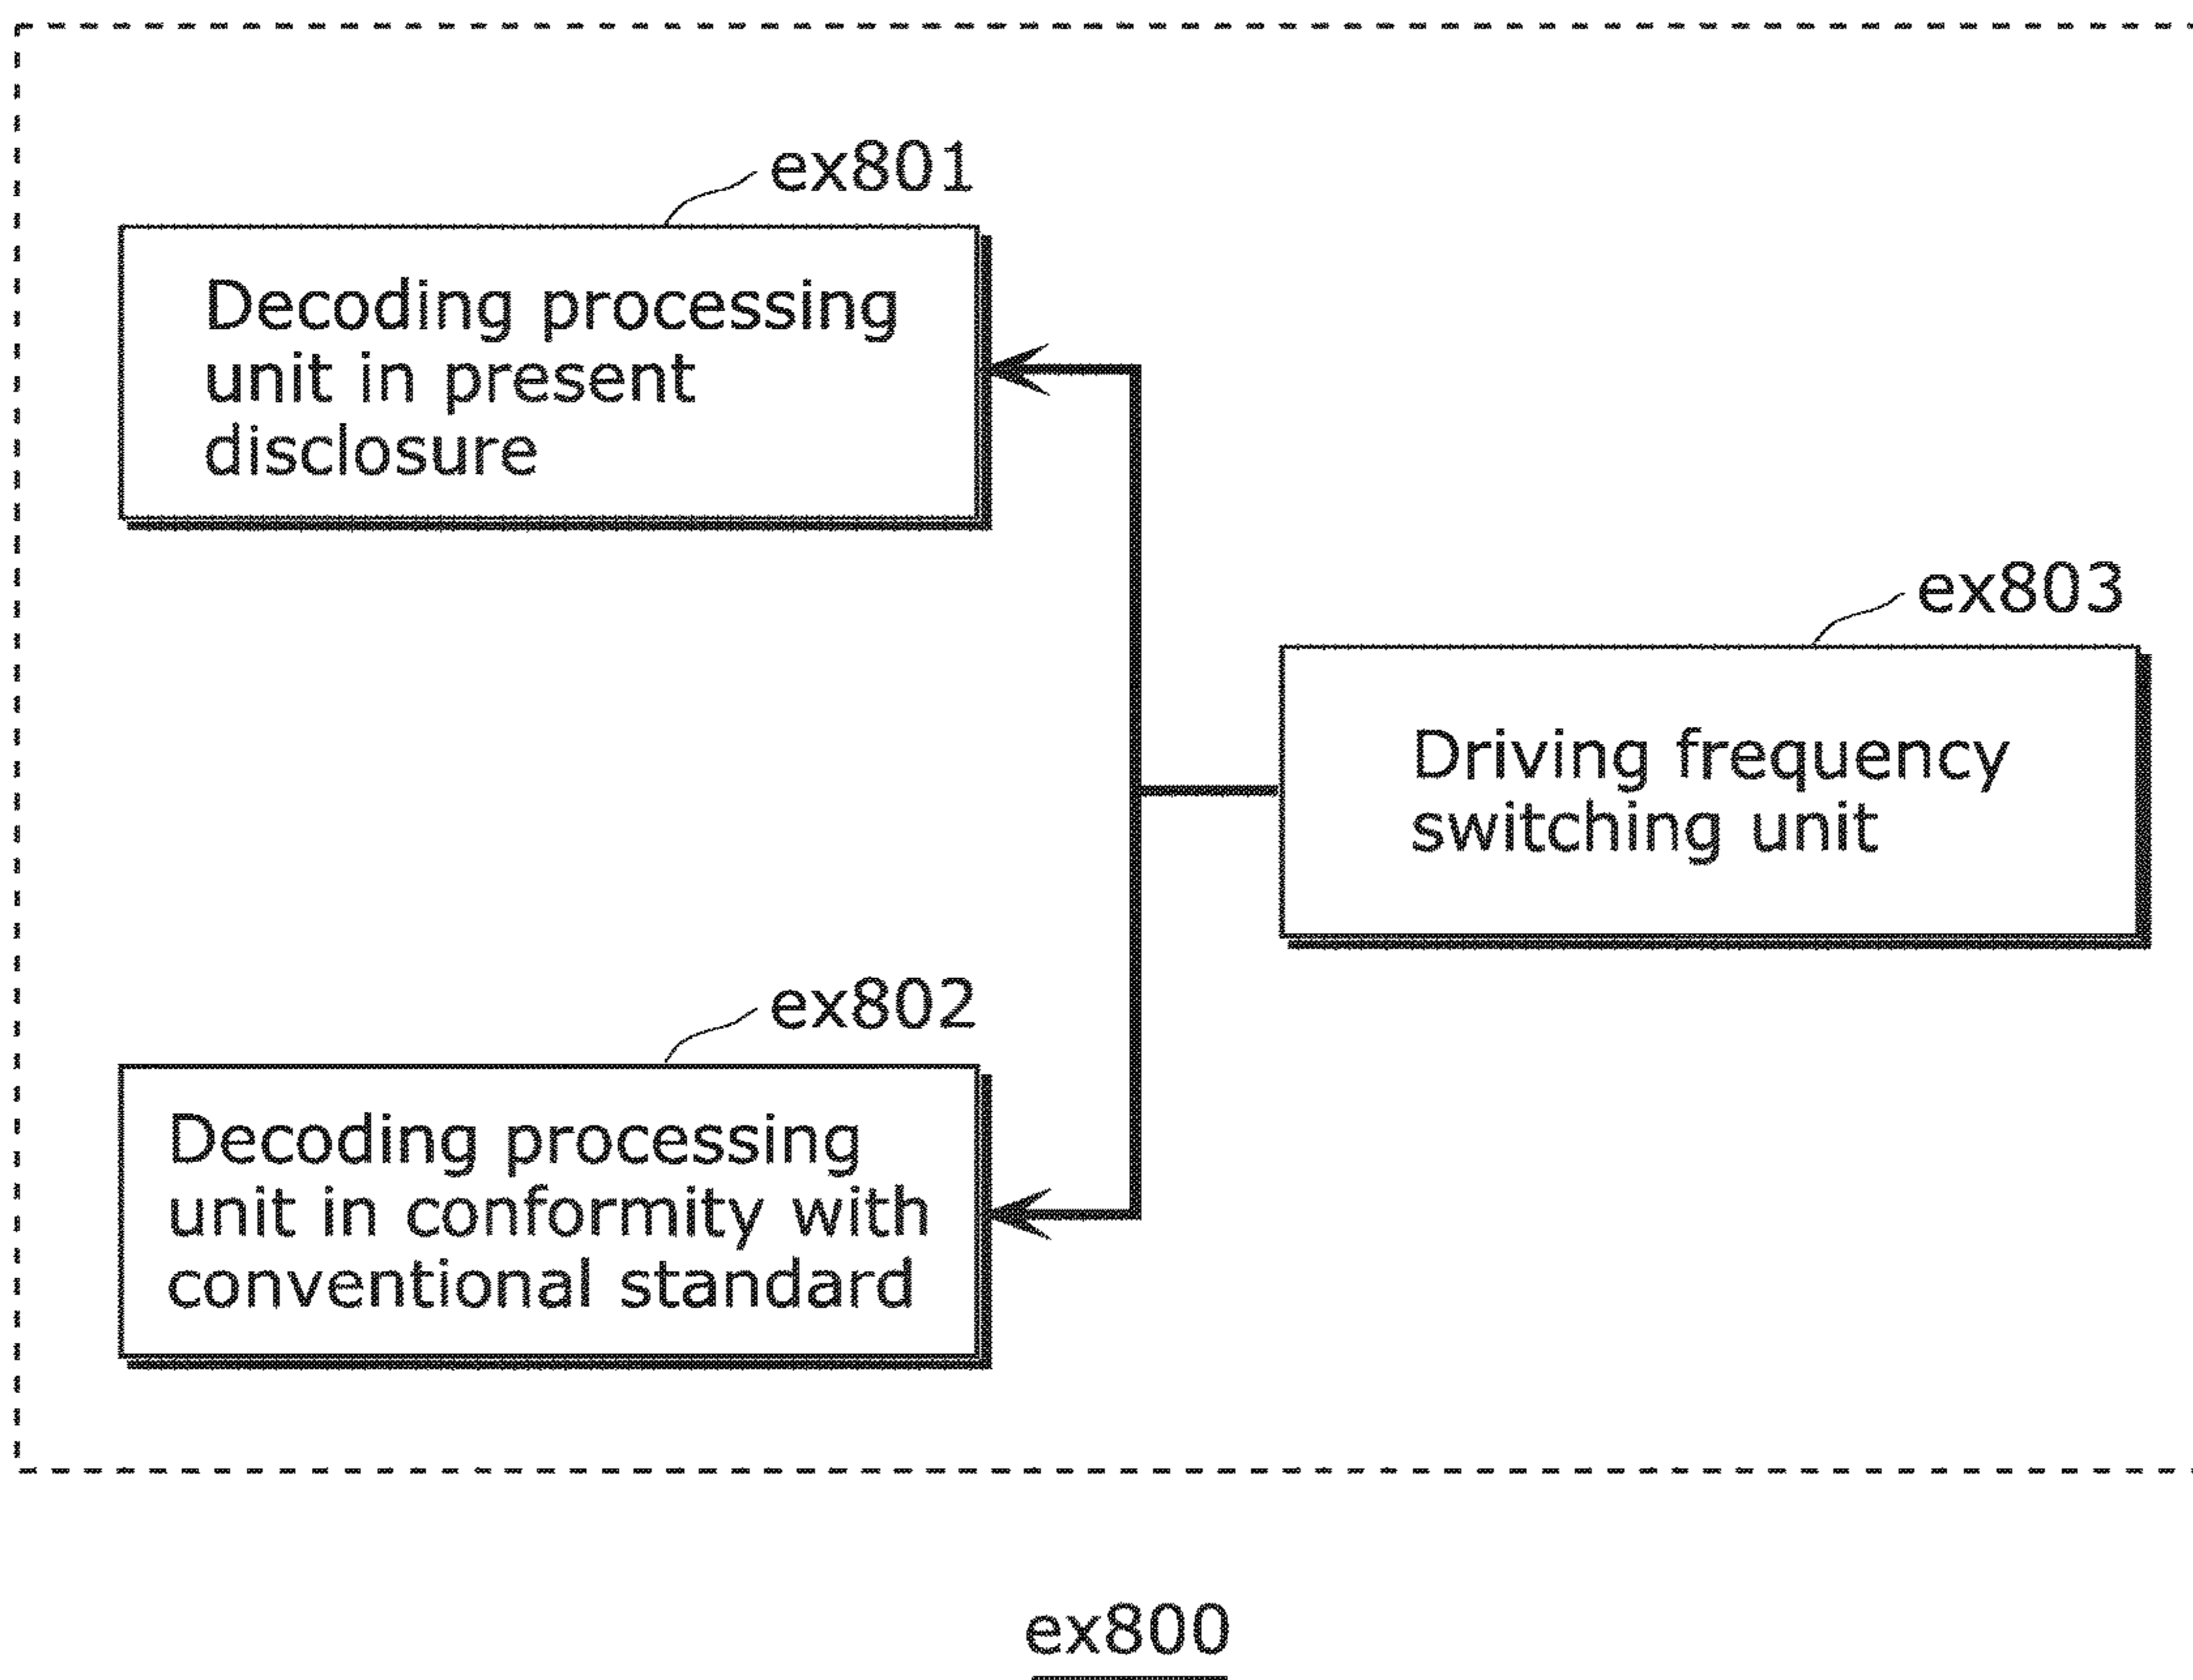 ex801
Decoding processing
unit in present
disclosure
ex803
Driving frequency
switching unit
ex802
Decoding processing
unit in conformity with
conventional standard
ex800